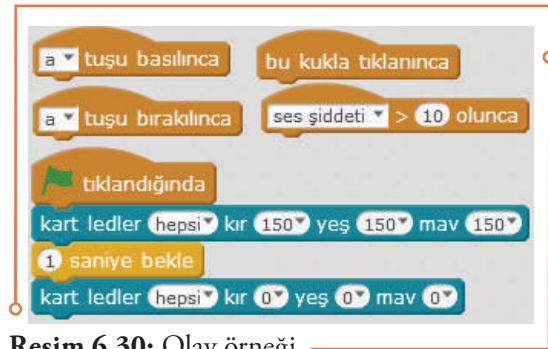 a tuşu basılınca
bu kukla tıklanınca
a tuşu bırakılınca
ses şiddeti > 10 olunca
tıklandığında
kart ledler hepsi kır 150 yeş 150 mav 150
1 saniye bekle
kart ledler hepsi kır 0 yeş 0 mav 0
Resim 6.30: Olay örneği